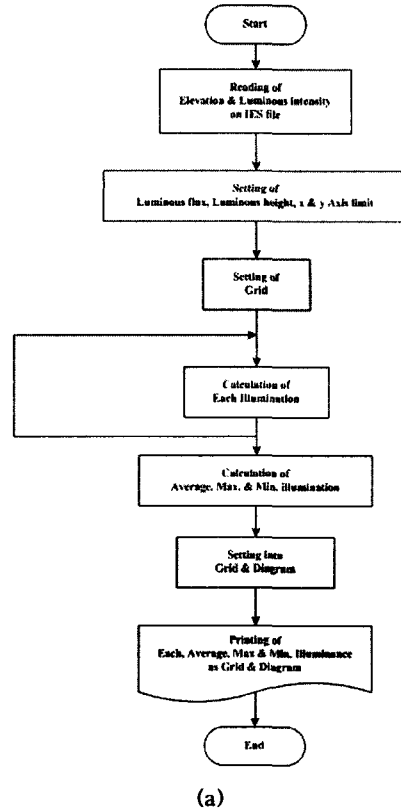 Start
Reading of
Elevation & Luminous intensity
on IES file
Setting of
Luminous flux, Luminous height, x & y Axis limit
Setting of
Grid
Calculation of
Each Illumination
Calculation of
Average, Max. & Min. illumination
Setting into
Grid & Diagram
Printing of
Each, Average, Max & Min. Illuminance
as Grid & Diagram
End
(a)